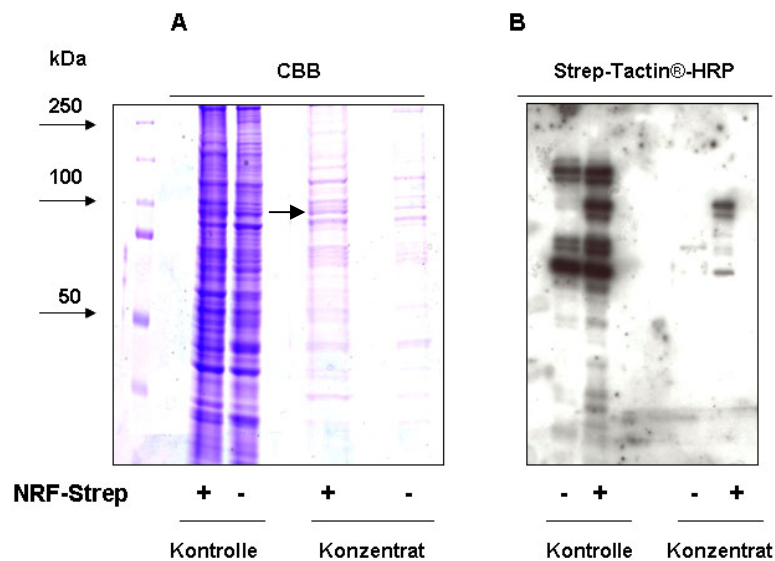 A
B
kDa
CBB
Strep-Tactin®-HRP
250
100
50
NRF-Strep + - + - - + - +
Kontrolle Konzentrat Kontrolle Konzentrat